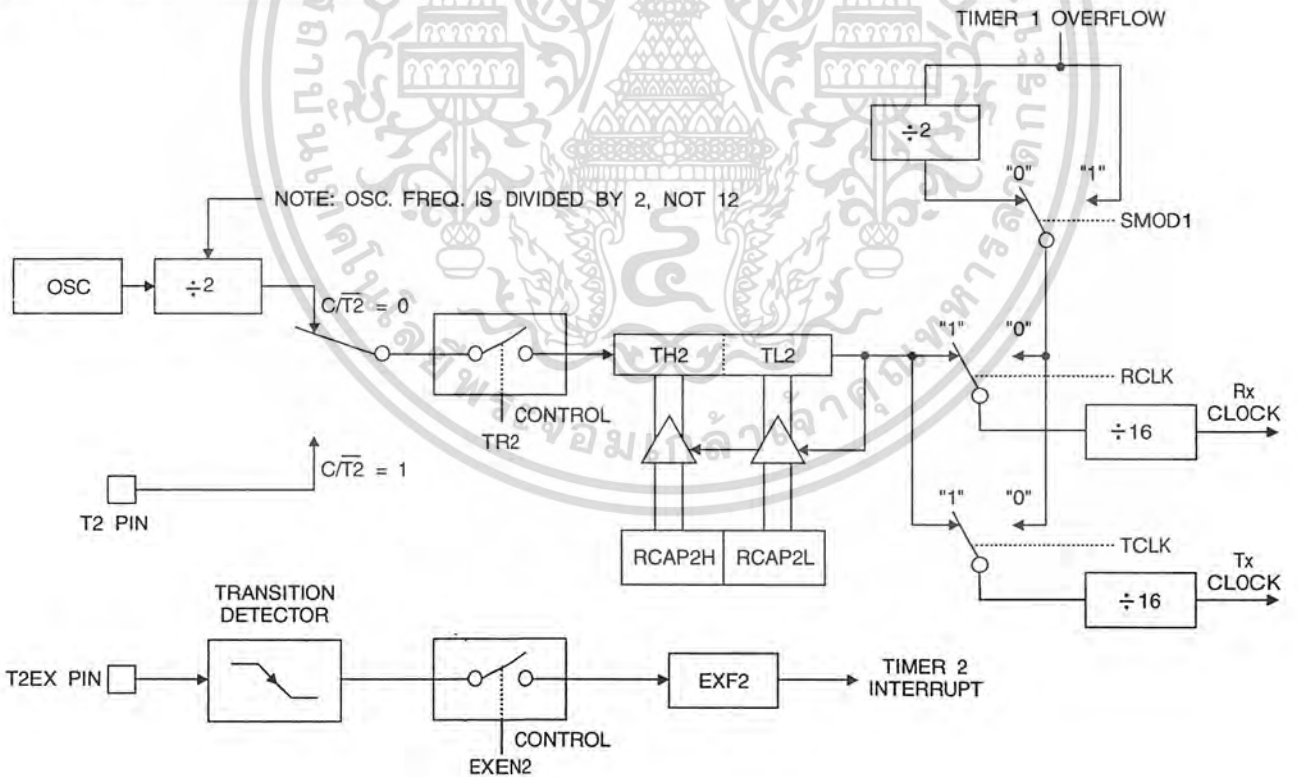 TIMER 1 OVERFLOW
÷2
"0" "1"
NOTE: OSC. FREQ. IS DIVIDED BY 2, NOT 12
SMOD1
OSC
÷2
C/T2̅ = 0
TH2 TL2
"1" "0"
RCLK
Rx
CLOCK
÷16
CONTROL
TR2
C/T2̅ = 1
T2 PIN
"1" "0"
TCLK
RCAP2H RCAP2L
Tx
CLOCK
÷16
TRANSITION
DETECTOR
T2EX PIN
EXF2
TIMER 2
INTERRUPT
CONTROL
EXEN2